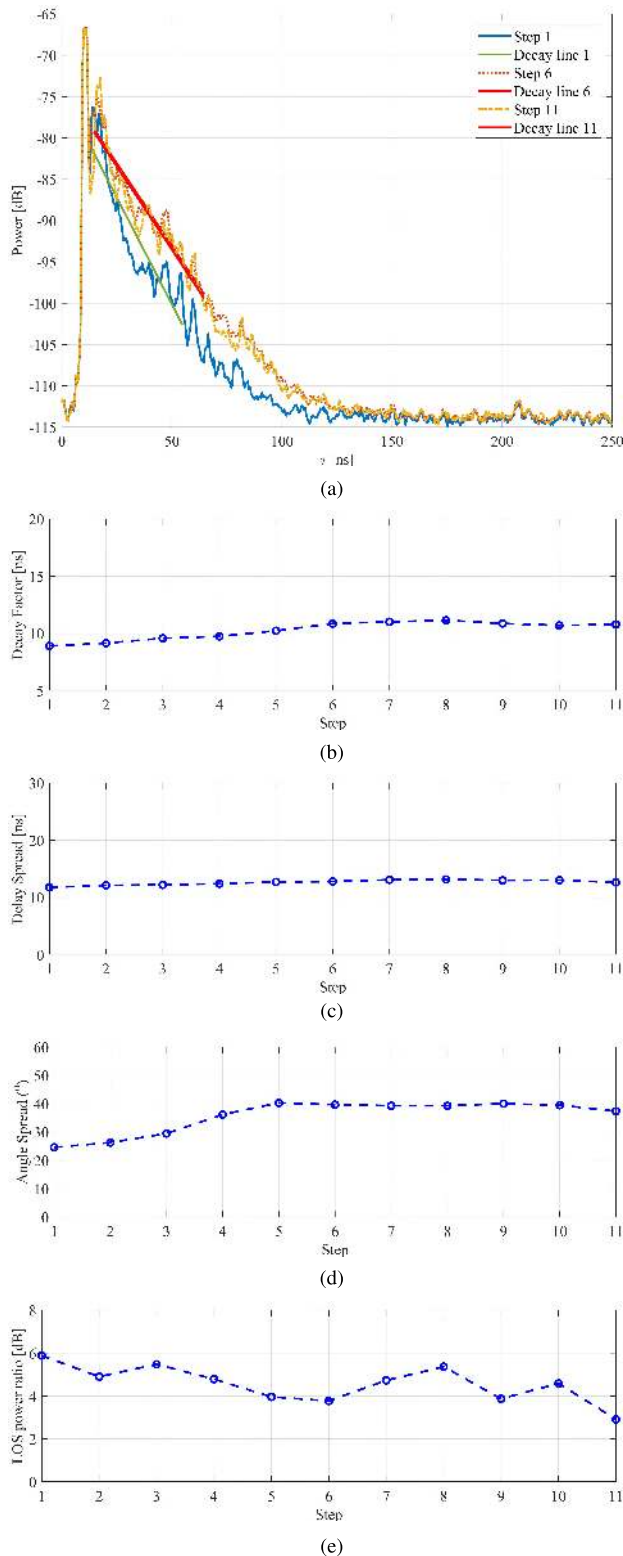 -65
-70
-75
-80
-85
-90
-95
-100
-105
-110
-115
Power [dB]
Step 1
Decay line 1
Step 6
Decay line 6
Step 11
Decay line 11
0 50 100 150 200 250
ns]
(a)
20
15
10
5
Decay Factor [ns]
1 2 3 4 5 6 7 8 9 10 11
Step
(b)
30
20
10
0
Delay Spread [ns]
1 2 3 4 5 6 7 8 9 10 11
Step
(c)
60
50
40
30
20
10
0
Angle Spread (°)
1 2 3 4 5 6 7 8 9 10 11
Step
(d)
8
6
4
2
0
LOS power ratio [dB]
1 2 3 4 5 6 7 8 9 10 11
Step
(e)